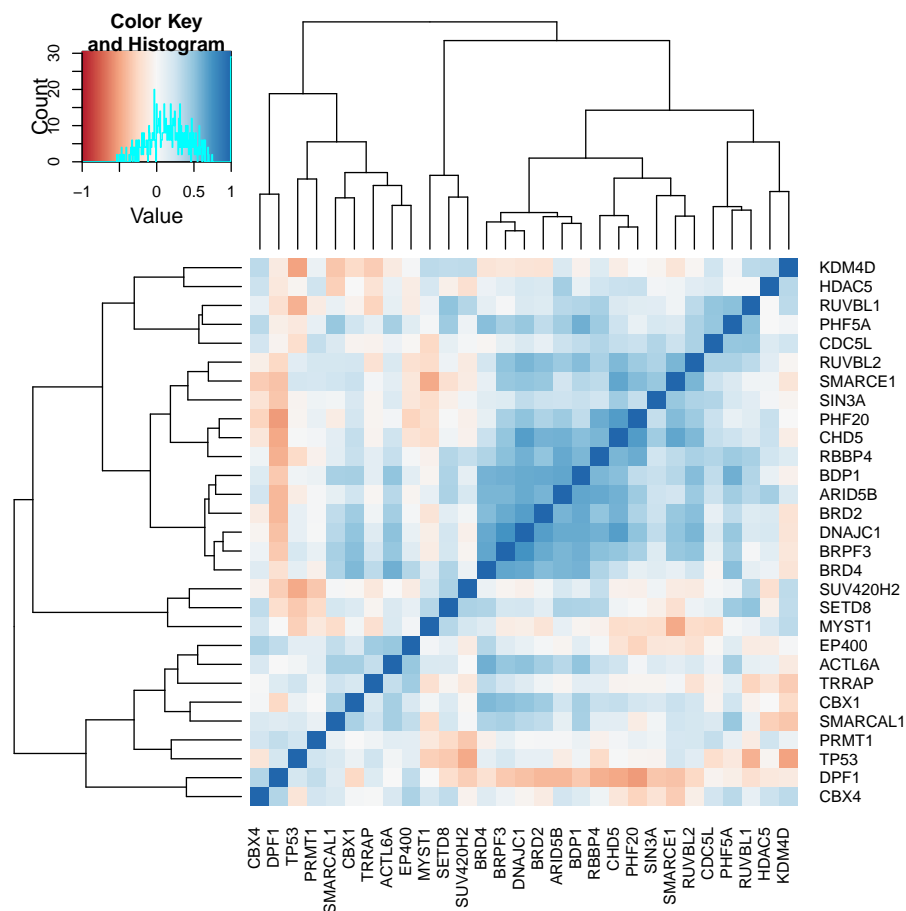 Color Key
and Histogram
Count
0 10 20 30
−1 0 0.5 1
Value
KDM4D
HDAC5
RUVBL1
PHF5A
CDC5L
RUVBL2
SMARCE1
SIN3A
PHF20
CHD5
RBBP4
BDP1
ARID5B
BRD2
DNAJC1
BRPF3
BRD4
SUV420H2
SETD8
MYST1
EP400
ACTL6A
TRRAP
CBX1
SMARCAL1
PRMT1
TP53
DPF1
CBX4
CBX4
DPF1
TP53
PRMT1
SMARCAL1
CBX1
TRRAP
ACTL6A
EP400
MYST1
SETD8
SUV420H2
BRD4
BRPF3
DNAJC1
BRD2
ARID5B
BDP1
RBBP4
CHD5
PHF20
SIN3A
SMARCE1
RUVBL2
CDC5L
PHF5A
RUVBL1
HDAC5
KDM4D